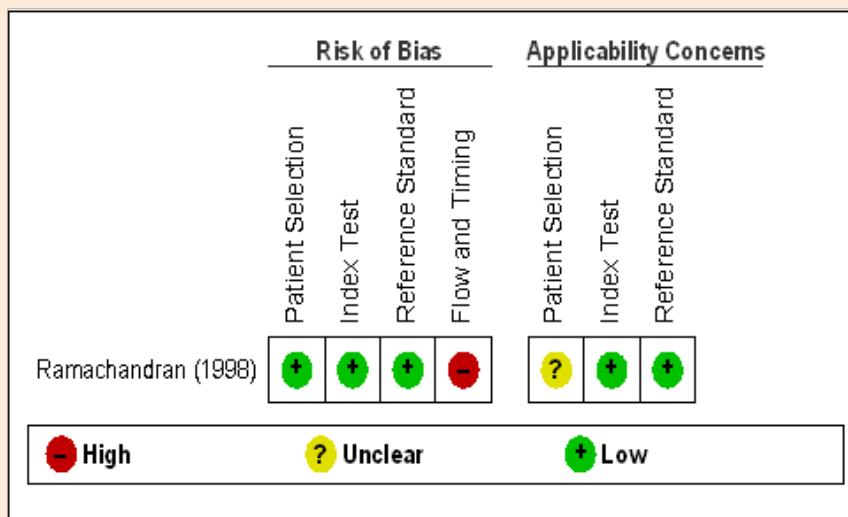 Risk of Bias
Applicability Concerns
Patient Selection
Index Test
Reference Standard
Flow and Timing
Patient Selection
Index Test
Reference Standard
Ramachandran (1998)
+ + + – ? + +
– High ? Unclear + Low